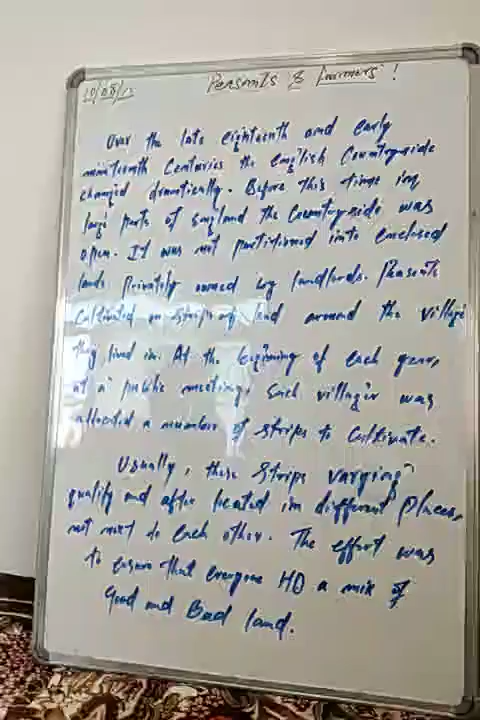 Peasants & Farmers !
Over the late eighteenth and early
nineteenth Centuries the english Countryside
changed dramatically. Before this time in
large parts of england the Countryside was
open. It was not partitioned into enclosed
lands Privately owned by landlords. Peasants
Cultivated on strips of land around the village
they lived in. At the beginning of each year,
at a public meeting, each villager was
allocated a number of strips to Cultivate.
Usually, these strips varying
quality and often located in different places,
not next to each other. The effort was
to ensure that everyone HD a mix of
Good and Bad land.